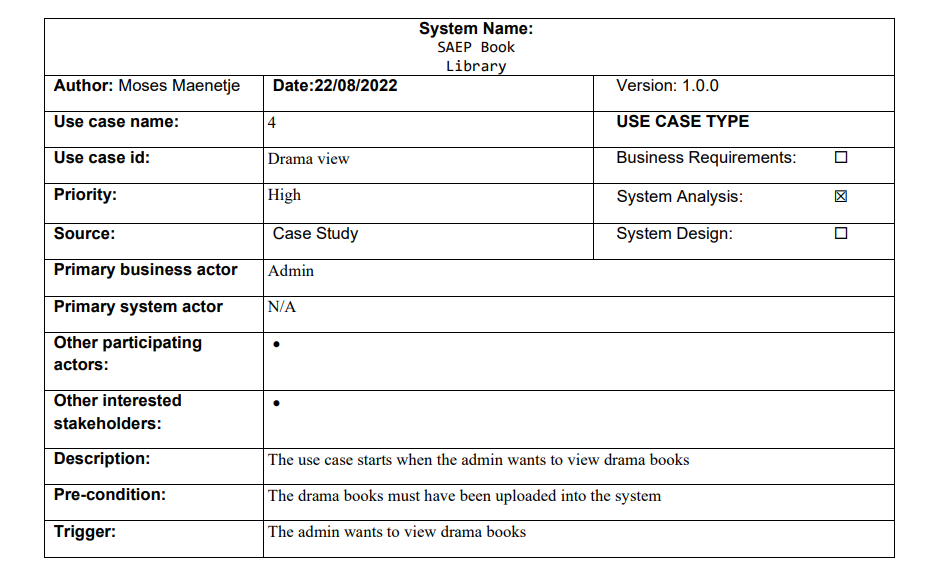 System Name:
SAEP Book
Library
Author: Moses Maenetje Date:22/08/2022 Version: 1.0.0
Use case name: 4 USE CASE TYPE
Use case id: Drama view Business Requirements: ☐
Priority: High System Analysis: ☒
Source: Case Study System Design: ☐
Primary business actor Admin
Primary system actor N/A
Other participating
actors:
•
Other interested
stakeholders:
•
Description: The use case starts when the admin wants to view drama books
Pre-condition: The drama books must have been uploaded into the system
Trigger: The admin wants to view drama books